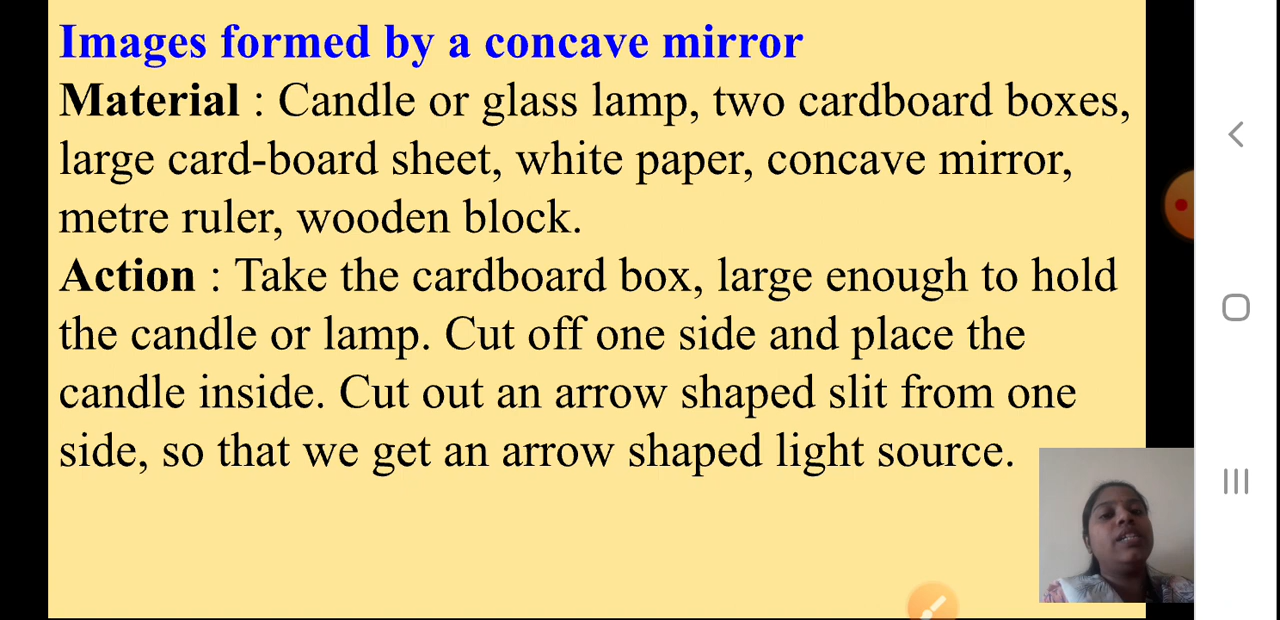 Images formed by a concave mirror
Material : Candle or glass lamp, two cardboard boxes,
large card-board sheet, white paper, concave mirror,
metre ruler, wooden block.
Action : Take the cardboard box, large enough to hold
the candle or lamp. Cut off one side and place the
candle inside. Cut out an arrow shaped slit from one
side, so that we get an arrow shaped light source.